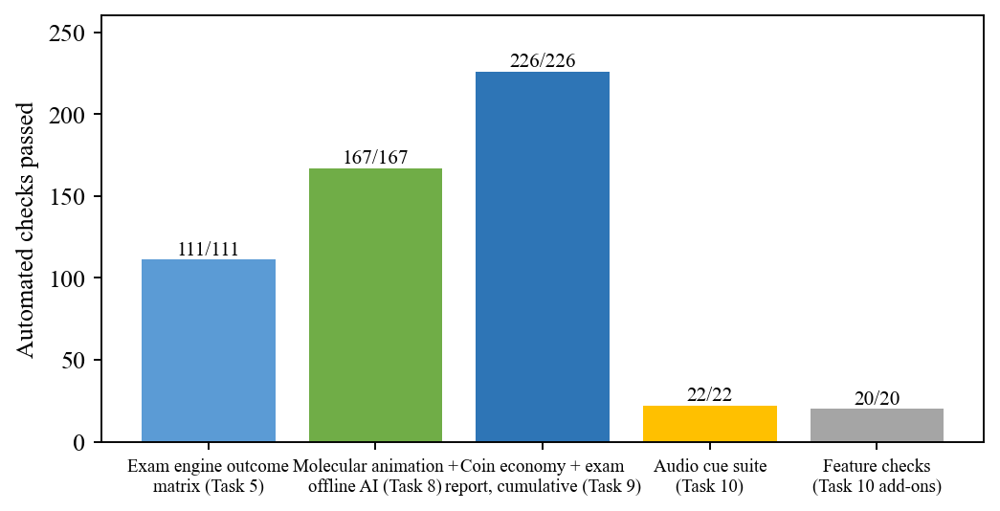 Automated checks passed
250
200
150
100
50
0
111/111
167/167
226/226
22/22
20/20
Exam engine outcome
matrix (Task 5)
Molecular animation +
offline AI (Task 8)
Coin economy + exam
report, cumulative (Task 9)
Audio cue suite
(Task 10)
Feature checks
(Task 10 add-ons)